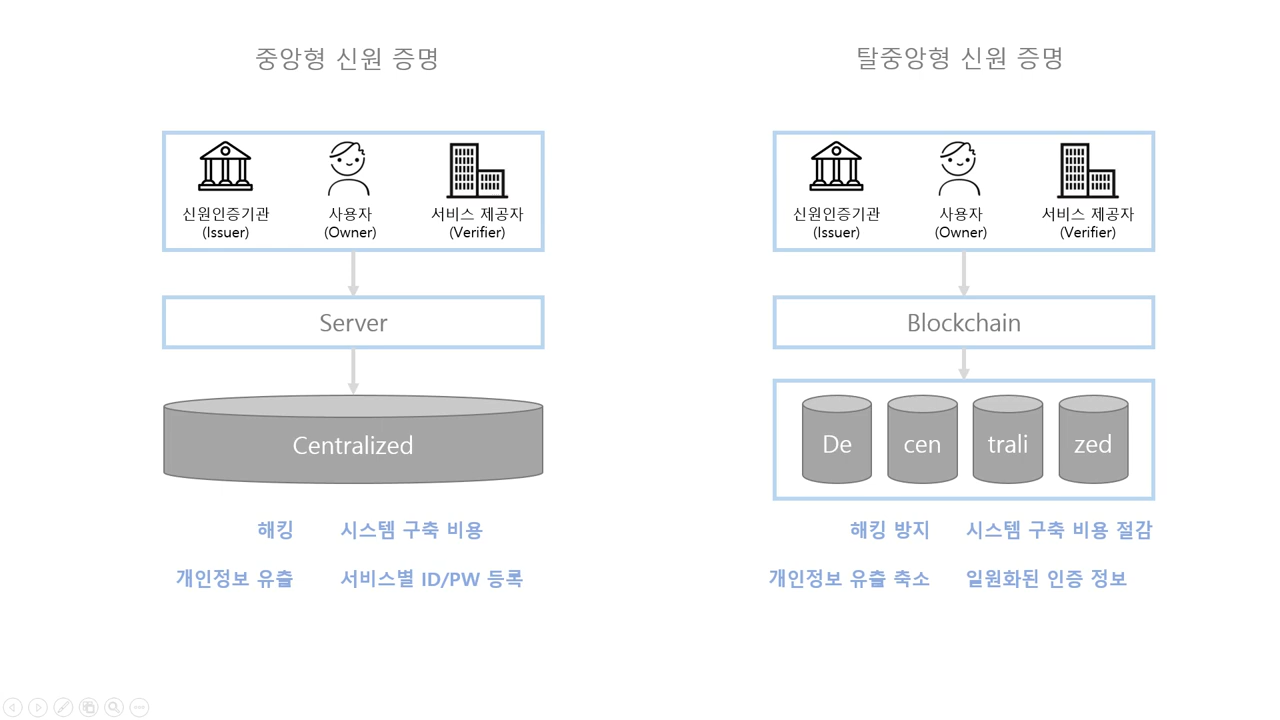 중앙형 신원 증명
신원인증기관
(Issuer)
사용자
(Owner)
서비스 제공자
(Verifier)
Server
Centralized
해킹
시스템 구축 비용
개인정보 유출
서비스별 ID/PW 등록
탈중앙형 신원 증명
신원인증기관
(Issuer)
사용자
(Owner)
서비스 제공자
(Verifier)
Blockchain
De
cen
trali
zed
해킹 방지
시스템 구축 비용 절감
개인정보 유출 축소
일원화된 인증 정보